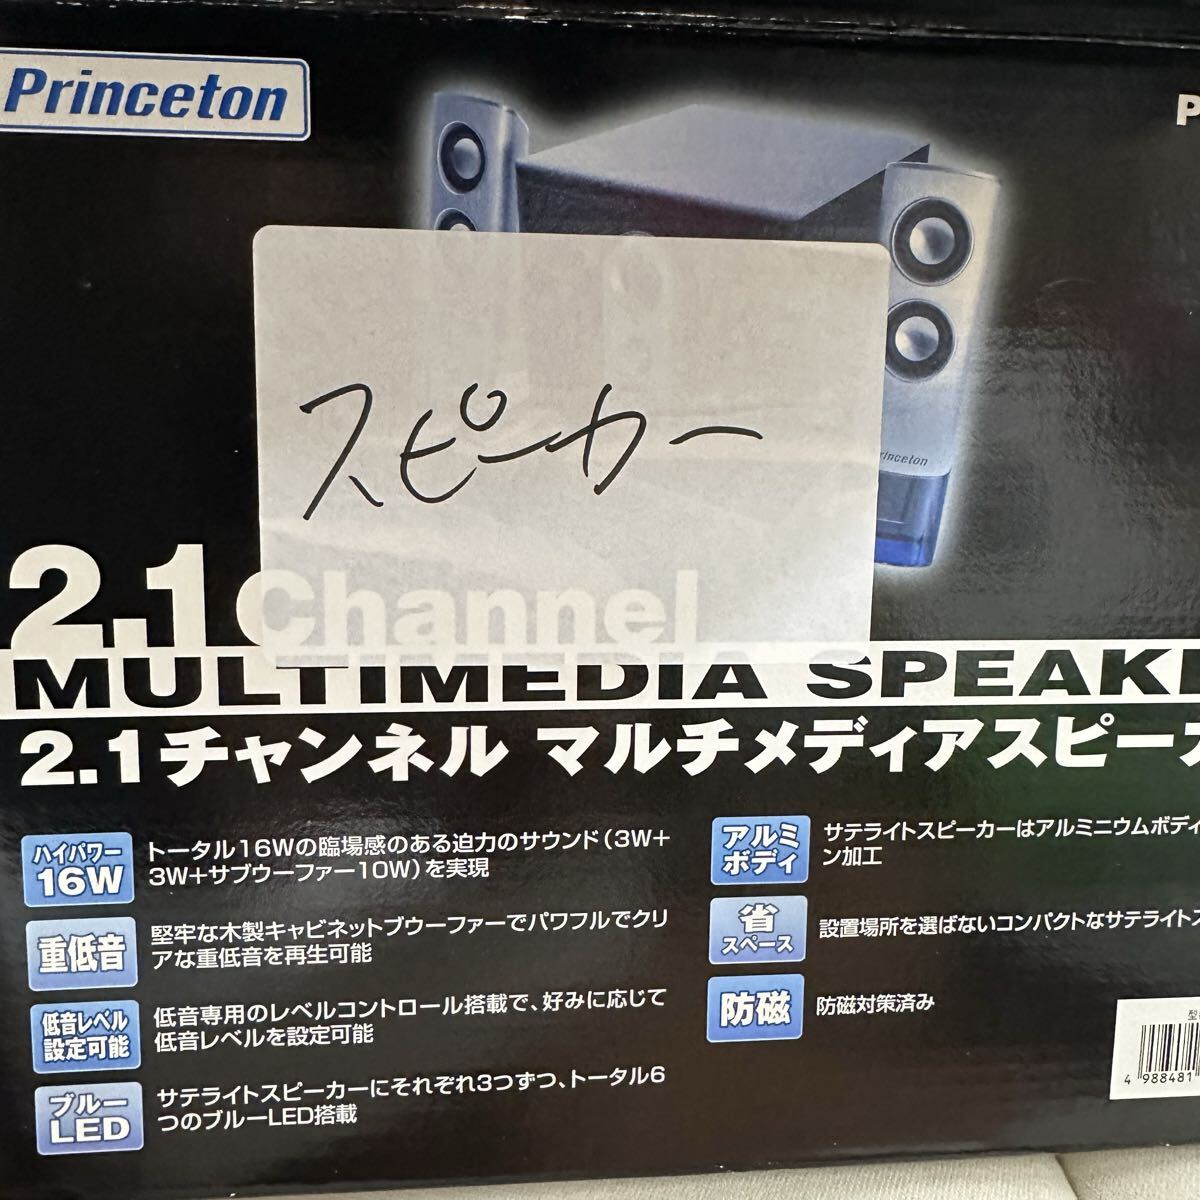 Princeton
P
スピーカー
Princeton
2.1 Channel
MULTIMEDIA SPEAK
2.1チャンネル マルチメディアスピーカ
ハイパワー
16W
トータル16Wの臨場感のある迫力のサウンド(3W+
3W+サブウーファー10W)を実現
重低音
堅牢な木製キャビネットブウーファーでパワフルでクリ
アな重低音を再生可能
低音レベル
設定可能
低音専用のレベルコントロール搭載で、好みに応じて
低音レベルを設定可能
ブルー
LED
サテライトスピーカーにそれぞれ3つずつ、トータル6
つのブルーLED搭載
アルミ
ボディ
サテライトスピーカーはアルミニウムボディ
ン加工
省
スペース
設置場所を選ばないコンパクトなサテライトス
防磁
防磁対策済み
型
4 988481